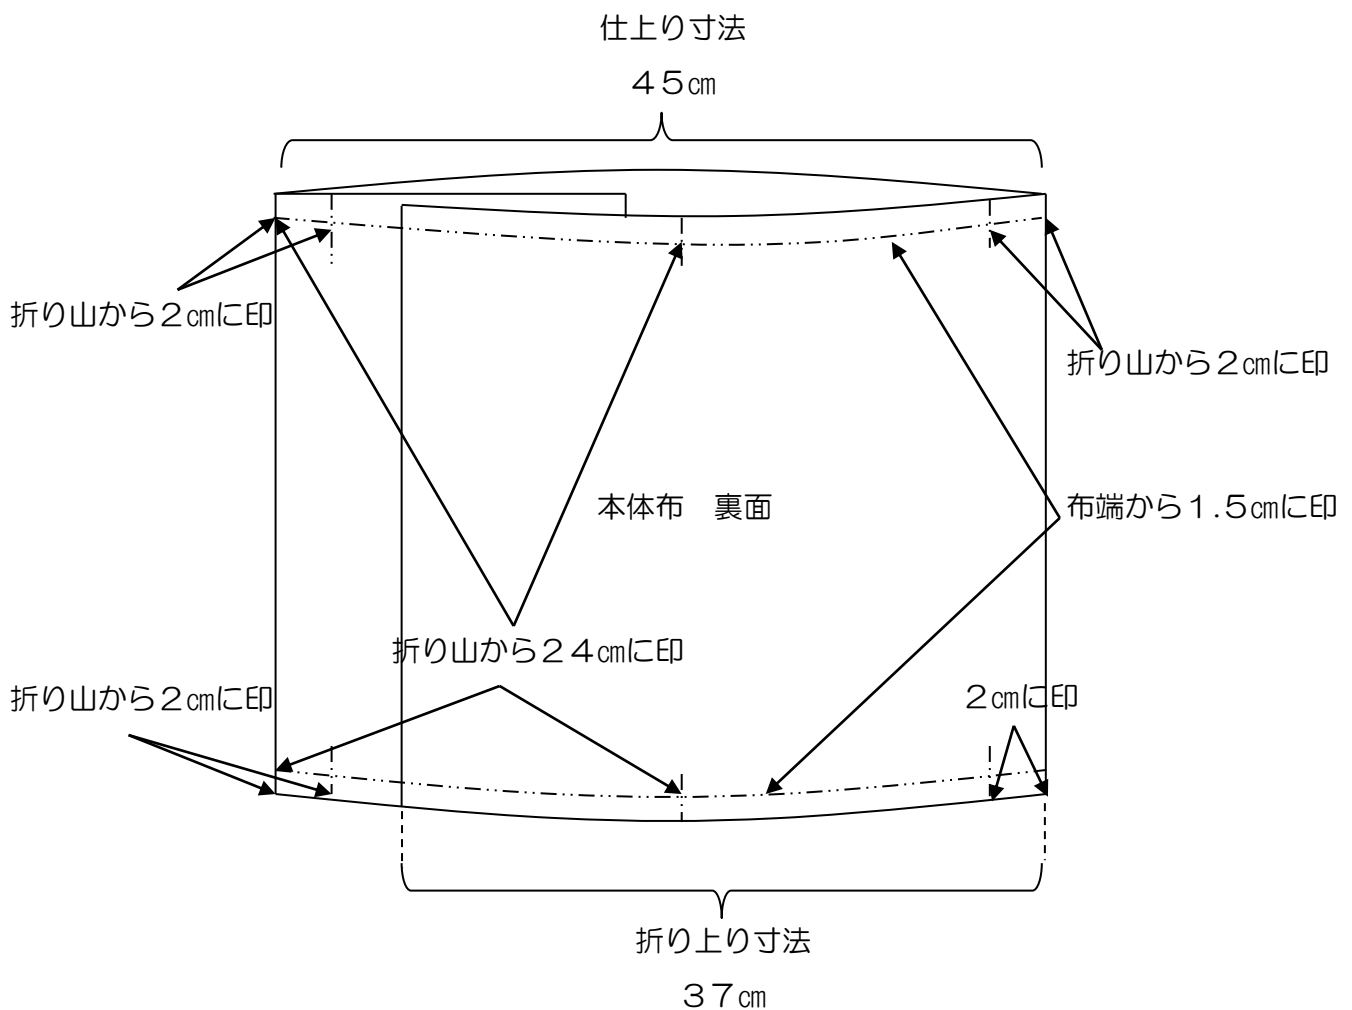 仕上り寸法
４５㎝
折り山から２㎝に印
折り山から２㎝に印
本体布　裏面
布端から１.５㎝に印
折り山から２４㎝に印
折り山から２㎝に印
２㎝に印
折り上り寸法
３７㎝